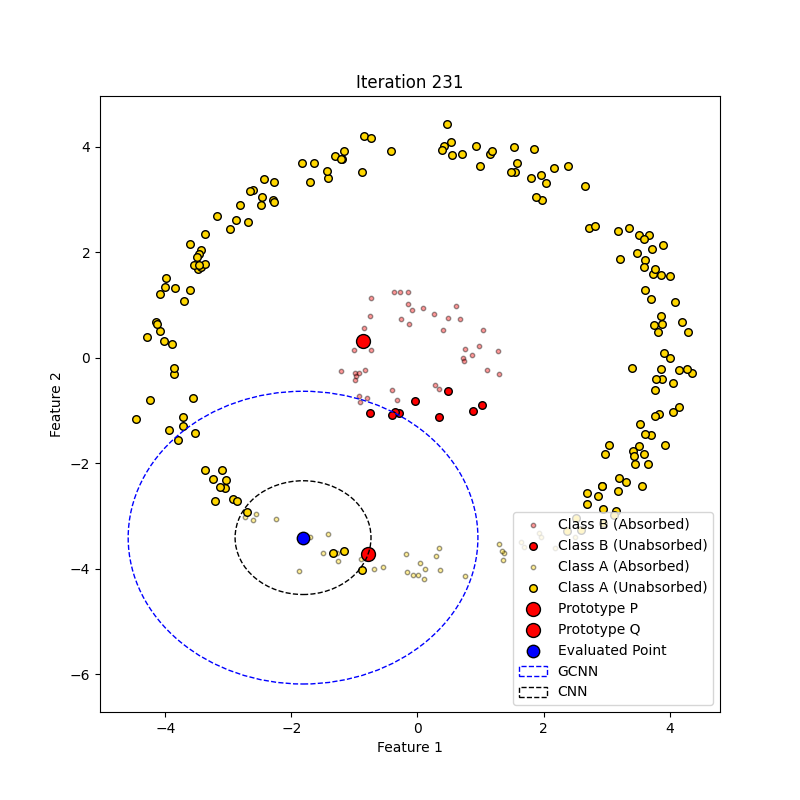 Iteration 231
Feature 2
4
2
0
−2
−4
−6
−4
−2
0
2
4
Feature 1
Class B (Absorbed)
Class B (Unabsorbed)
Class A (Absorbed)
Class A (Unabsorbed)
Prototype P
Prototype Q
Evaluated Point
GCNN
CNN